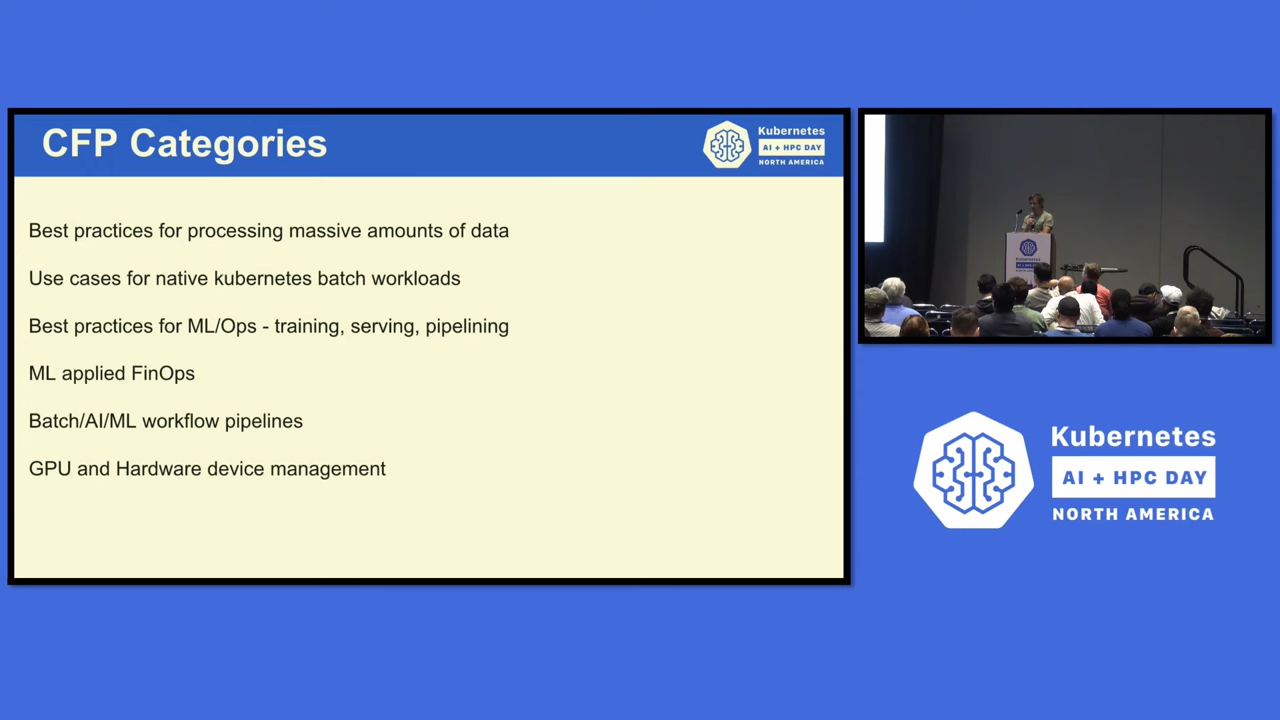 CFP Categories
Kubernetes
AI + HPC DAY
NORTH AMERICA
Best practices for processing massive amounts of data
Use cases for native kubernetes batch workloads
Best practices for ML/Ops - training, serving, pipelining
ML applied FinOps
Batch/AI/ML workflow pipelines
GPU and Hardware device management
Kubernetes
Kubernetes
AI + HPC DAY
NORTH AMERICA